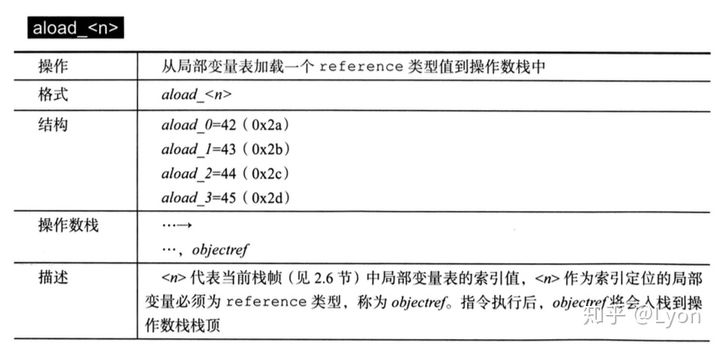 aload_<n>
操作 从局部变量表加载一个 reference 类型值到操作数栈中
格式 aload_<n>
结构 aload_0=42（0x2a）
aload_1=43（0x2b）
aload_2=44（0x2c）
aload_3=45（0x2d）
操作数栈 …→
…，objectref
描述 <n> 代表当前栈帧（见 2.6 节）中局部变量表的索引值，<n> 作为索引定位的局部
变量必须为 reference 类型，称为 objectref。指令执行后，objectref 将会入栈到操
作数栈栈顶
知乎 @Lyon